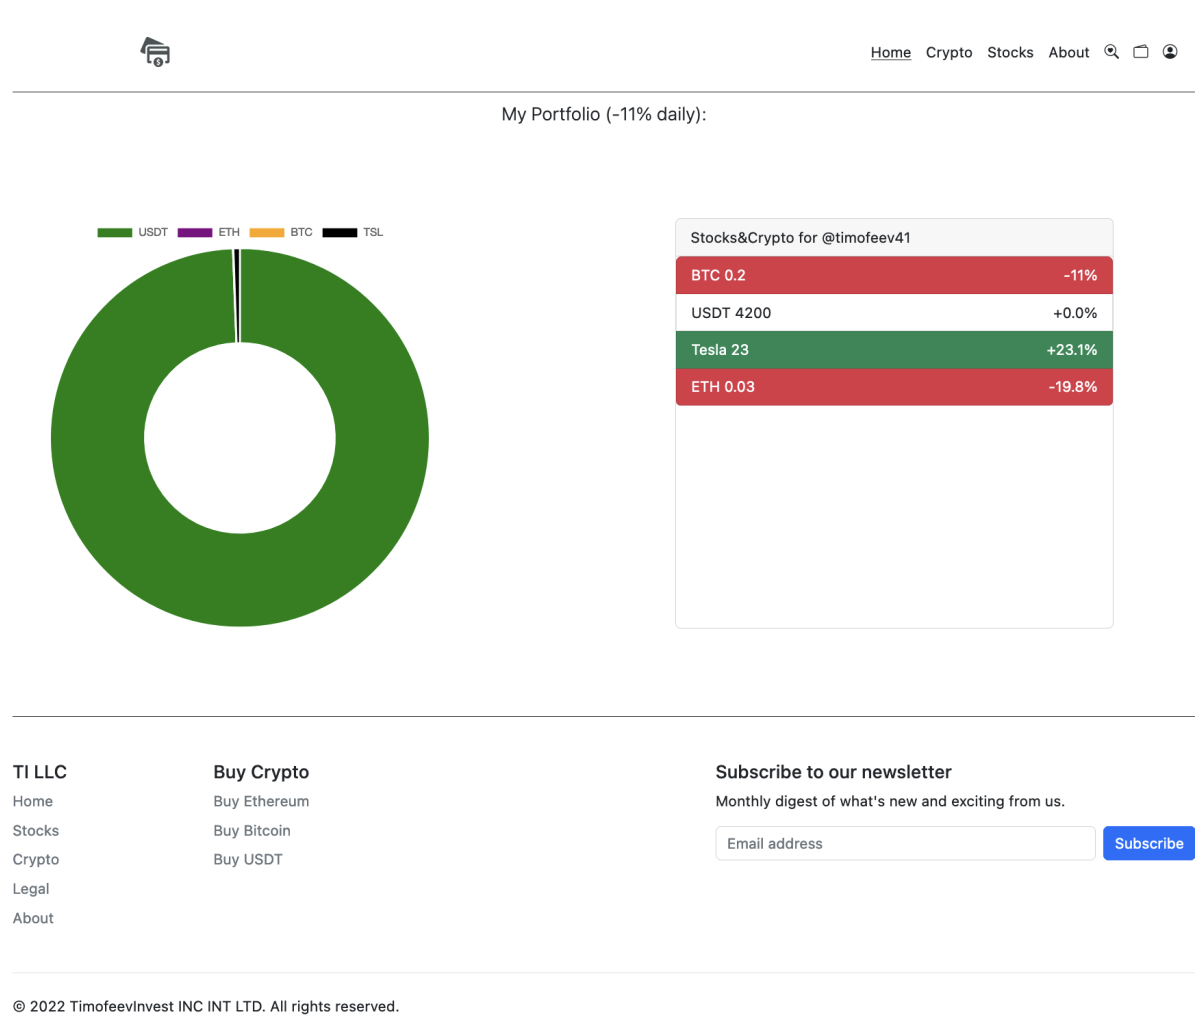 Home Crypto Stocks About
My Portfolio (-11% daily):
USDT ETH BTC TSL
Stocks&Crypto for @timofeev41
BTC 0.2 -11%
USDT 4200 +0.0%
Tesla 23 +23.1%
ETH 0.03 -19.8%
TI LLC
Home
Stocks
Crypto
Legal
About
Buy Crypto
Buy Ethereum
Buy Bitcoin
Buy USDT
Subscribe to our newsletter
Monthly digest of what's new and exciting from us.
Email address Subscribe
© 2022 TimofeevInvest INC INT LTD. All rights reserved.